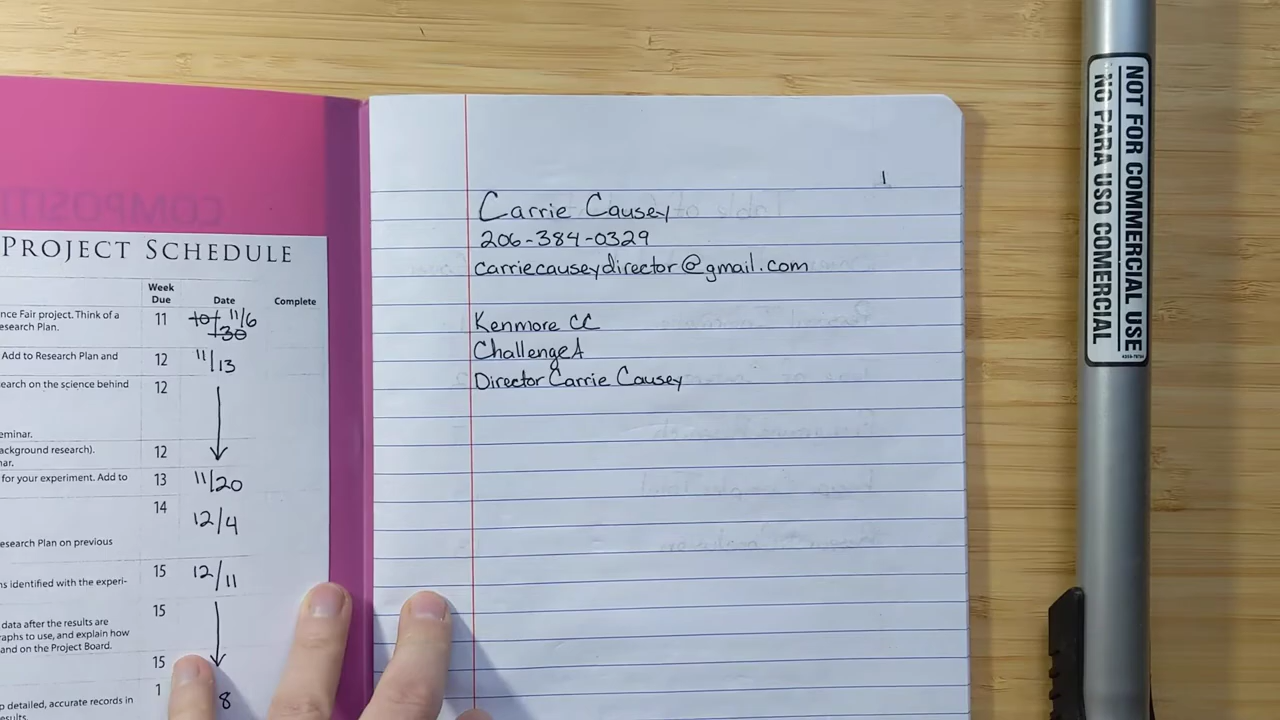 COMPOSITI
PROJECT SCHEDULE
Week
Due
Date
Complete
nce Fair project. Think of a
esearch Plan.
11
10/30
11/6
Add to Research Plan and
12
11/13
earch on the science behind
12
eminar.
ackground research).
nar.
12
for your experiment. Add to
13
11/20
14
12/4
esearch Plan on previous
ns identified with the experi-
15
12/11
15
data after the results are
raphs to use, and explain how
and on the Project Board.
15
1
8
p detailed, accurate records in
esults.
1
Carrie Causey
206-384-0329
carriecauseydirector@gmail.com
Kenmore CC
Challenge A
Director Carrie Causey
NOT FOR COMMERCIAL USE
NO PARA USO COMERCIAL